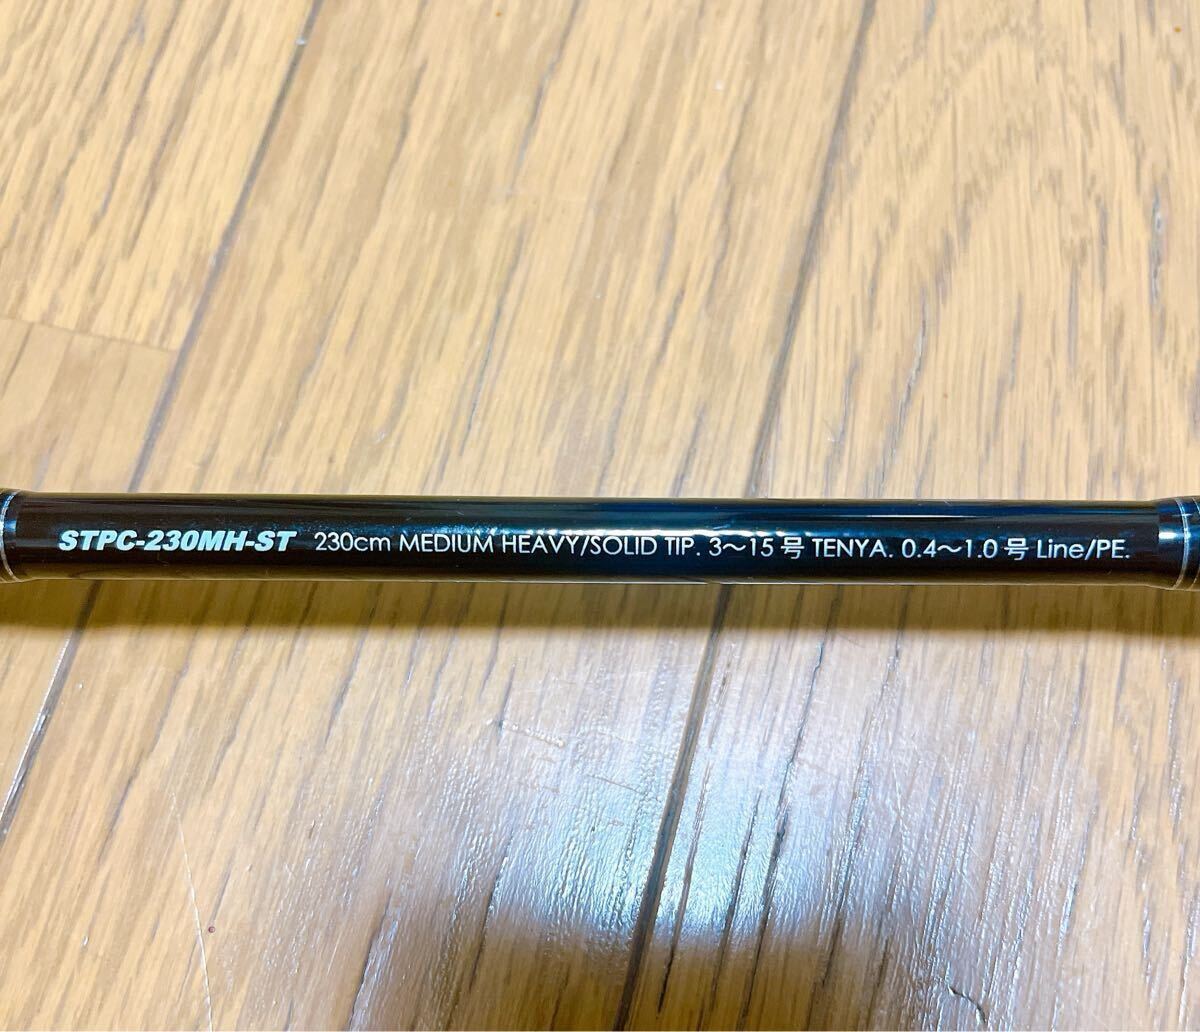 STPC-230MH-ST 230cm MEDIUM HEAVY/SOLID TIP. 3〜15号 TENYA. 0.4〜1.0号 Line/PE.